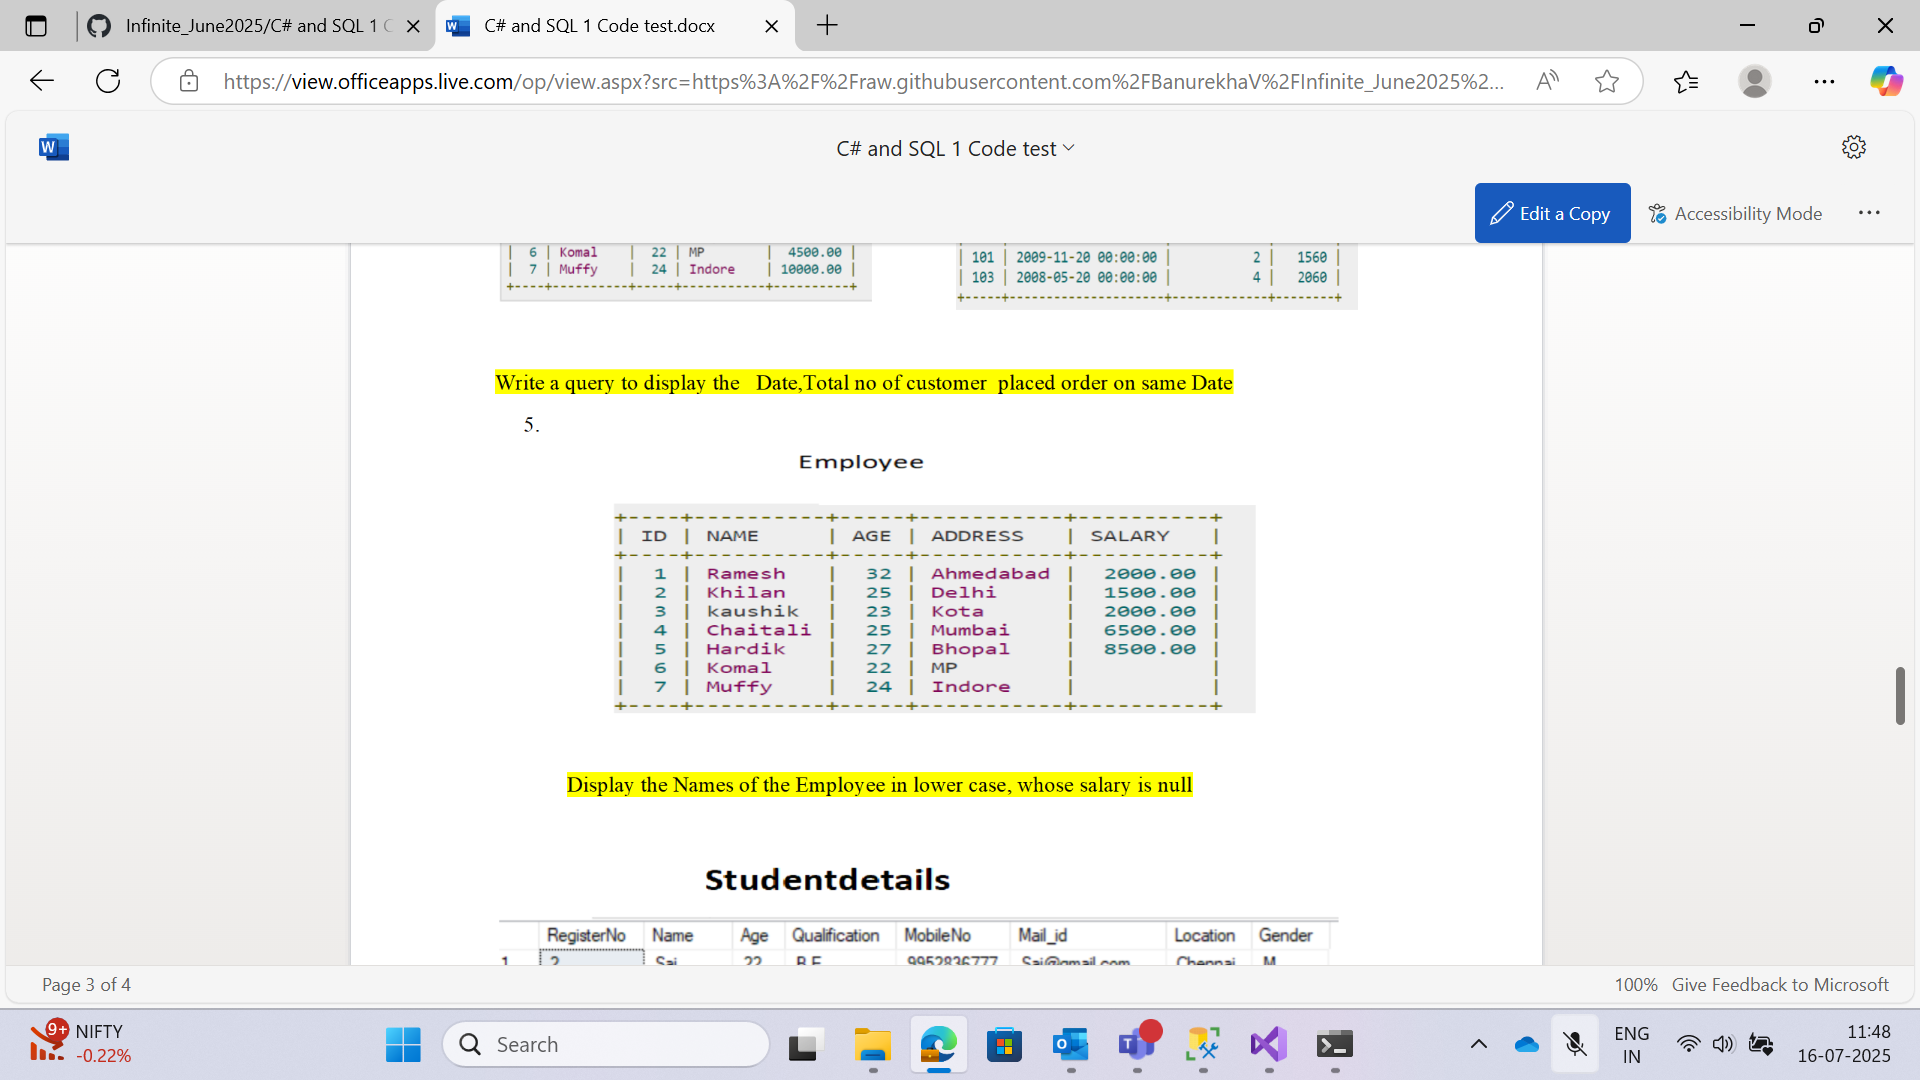 Infinite_June2025/C# and SQL 1 C
C# and SQL 1 Code test.docx
https://view.officeapps.live.com/op/view.aspx?src=https%3A%2F%2Fraw.githubusercontent.com%2FBanurekhaV%2FInfinite_June2025%2...
C# and SQL 1 Code test
Edit a Copy
Accessibility Mode
| 6 | Komal | 22 | MP | 4500.00 |
| 7 | Muffy | 24 | Indore | 10000.00 |
| 101 | 2009-11-20 00:00:00 | 2 | 1560 |
| 103 | 2008-05-20 00:00:00 | 4 | 2060 |
Write a query to display the Date,Total no of customer placed order on same Date
5.
Employee
| ID | NAME | AGE | ADDRESS | SALARY |
| 1 | Ramesh | 32 | Ahmedabad | 2000.00 |
| 2 | Khilan | 25 | Delhi | 1500.00 |
| 3 | kaushik | 23 | Kota | 2000.00 |
| 4 | Chaitali | 25 | Mumbai | 6500.00 |
| 5 | Hardik | 27 | Bhopal | 8500.00 |
| 6 | Komal | 22 | MP | |
| 7 | Muffy | 24 | Indore | |
Display the Names of the Employee in lower case, whose salary is null
Studentdetails
RegisterNo Name Age Qualification MobileNo Mail_id Location Gender
1 2 Sai 22 B.E 9952836777 Sai@gmail.com Chennai M
Page 3 of 4
100% Give Feedback to Microsoft
9+
NIFTY
-0.22%
Search
ENG
IN
11:48
16-07-2025